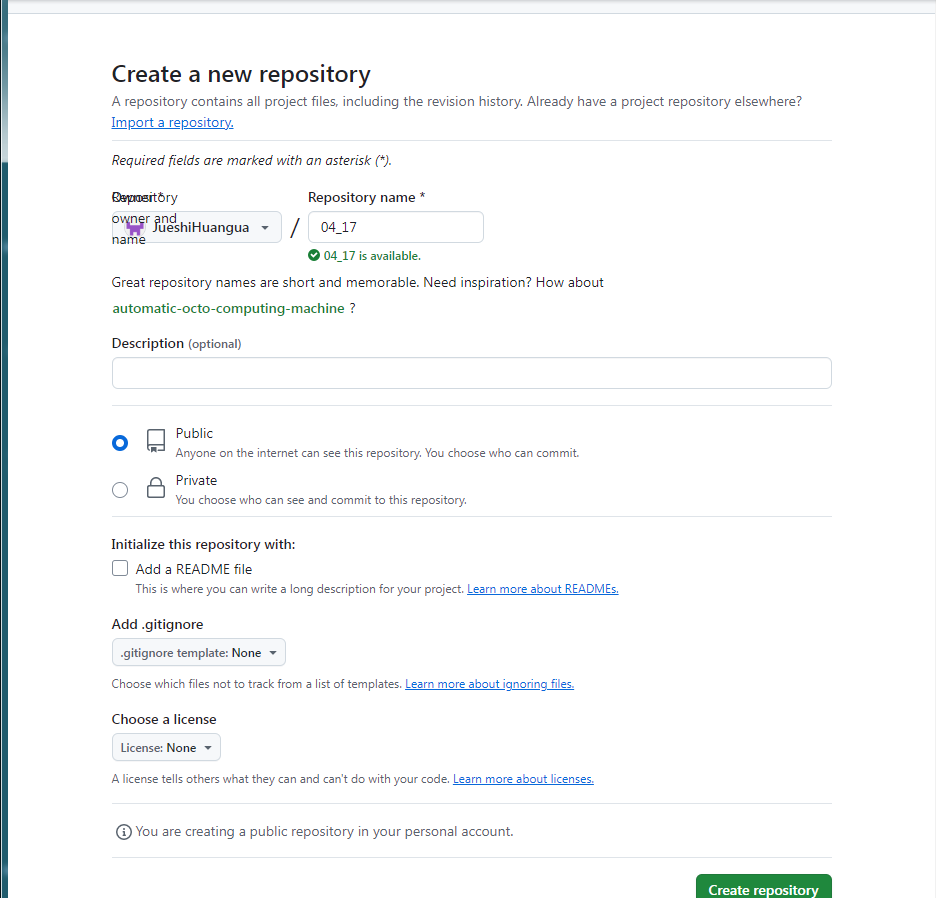 Create a new repository
A repository contains all project files, including the revision history. Already have a project repository elsewhere?
Import a repository.
Required fields are marked with an asterisk (*).
Owner *
Repository
owner and
name
JueshiHuangua
/
Repository name *
04_17
04_17 is available.
Great repository names are short and memorable. Need inspiration? How about
automatic-octo-computing-machine ?
Description (optional)
Public
Anyone on the internet can see this repository. You choose who can commit.
Private
You choose who can see and commit to this repository.
Initialize this repository with:
Add a README file
This is where you can write a long description for your project. Learn more about READMEs.
Add .gitignore
.gitignore template: None
Choose which files not to track from a list of templates. Learn more about ignoring files.
Choose a license
License: None
A license tells others what they can and can't do with your code. Learn more about licenses.
You are creating a public repository in your personal account.
Create repository